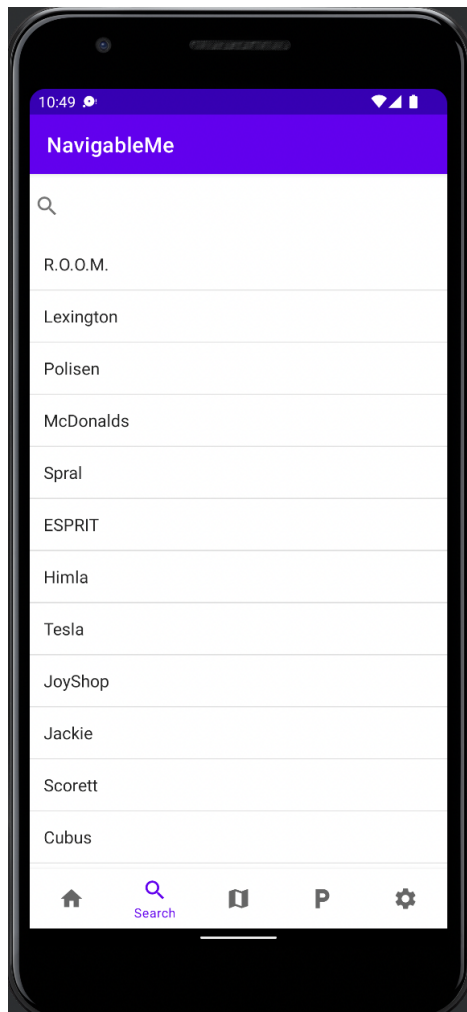 10:49
NavigableMe
R.O.O.M.
Lexington
Polisen
McDonalds
Spral
ESPRIT
Himla
Tesla
JoyShop
Jackie
Scorett
Cubus
P
Search